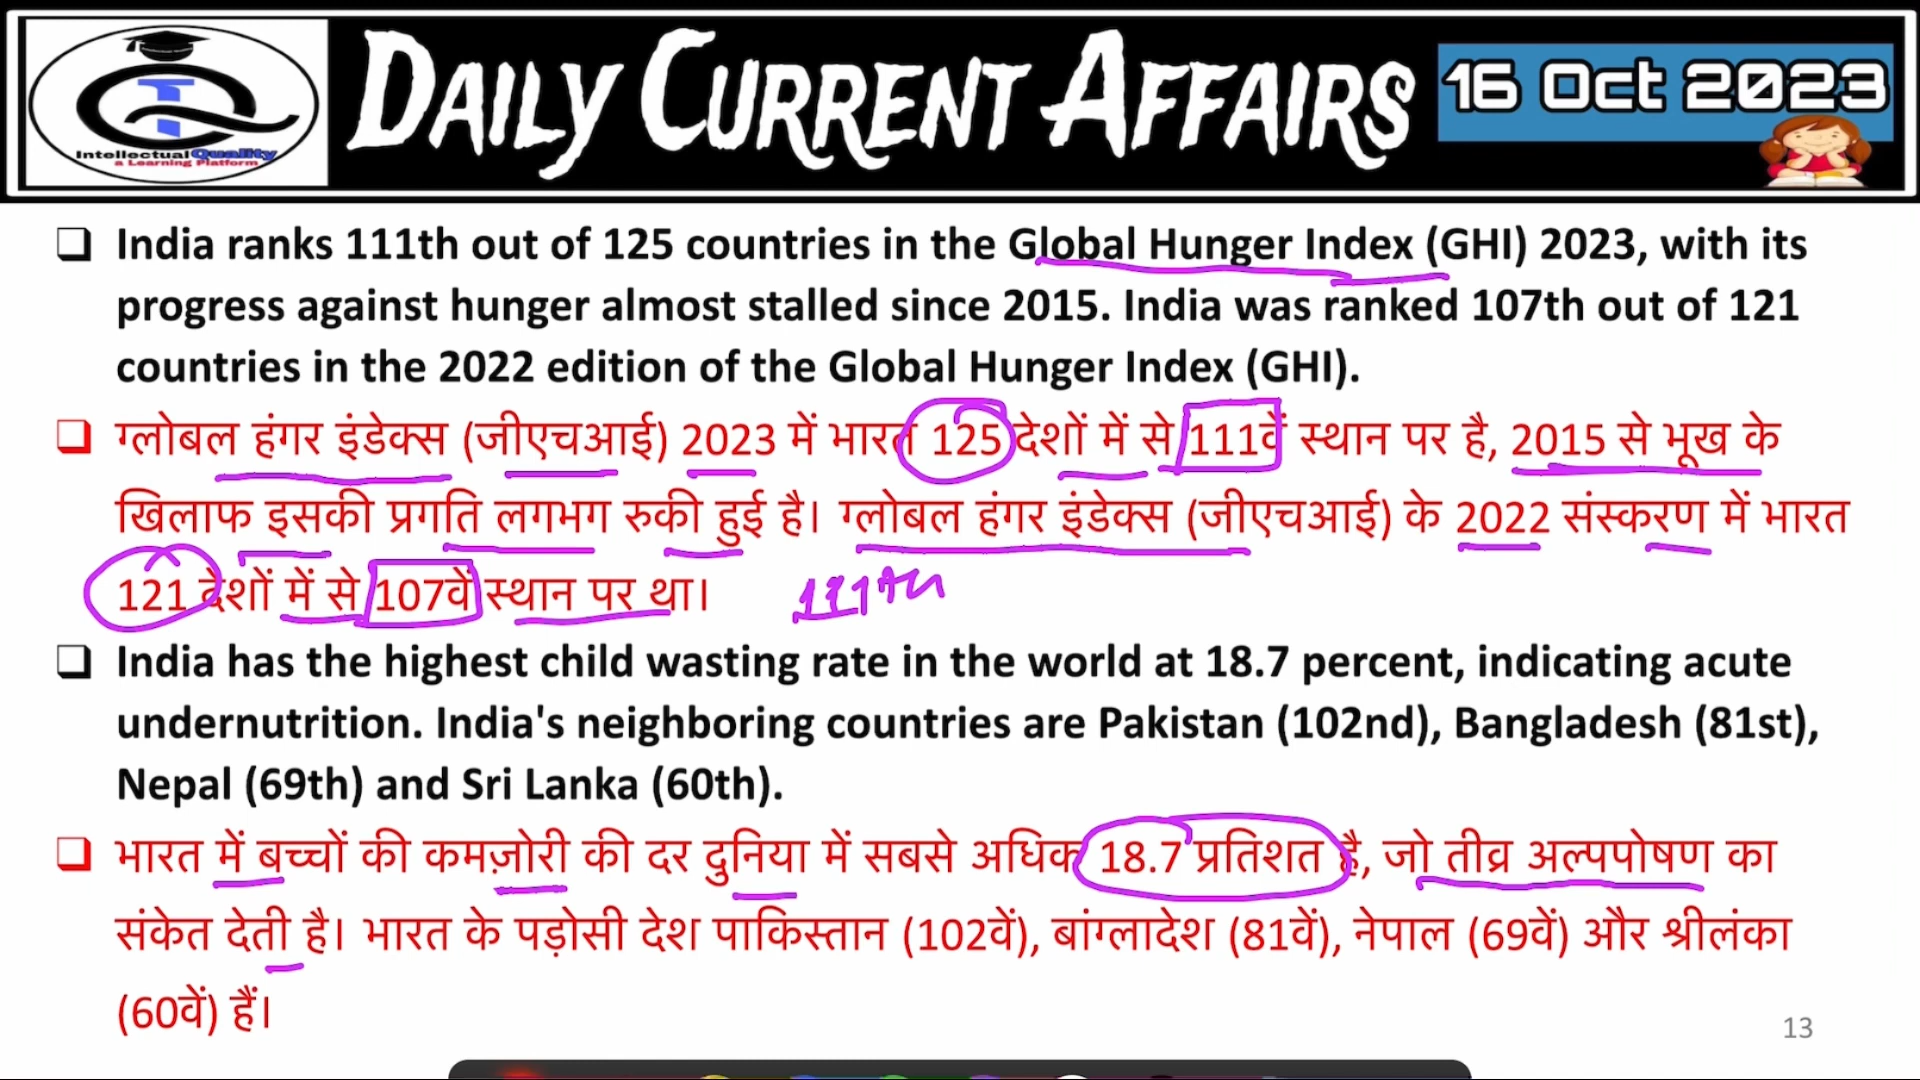 DAILY CURRENT AFFAIRS
16 Oct 2023
IntellectualQuality
a Learning Platform
❑ India ranks 111th out of 125 countries in the Global Hunger Index (GHI) 2023, with its
progress against hunger almost stalled since 2015. India was ranked 107th out of 121
countries in the 2022 edition of the Global Hunger Index (GHI).
❑ ग्लोबल हंगर इंडेक्स (जीएचआई) 2023 में भारत 125 देशों में से 111वें स्थान पर है, 2015 से भूख के
खिलाफ इसकी प्रगति लगभग रुकी हुई है। ग्लोबल हंगर इंडेक्स (जीएचआई) के 2022 संस्करण में भारत
121 देशों में से 107वें स्थान पर था।
❑ India has the highest child wasting rate in the world at 18.7 percent, indicating acute
undernutrition. India's neighboring countries are Pakistan (102nd), Bangladesh (81st),
Nepal (69th) and Sri Lanka (60th).
❑ भारत में बच्चों की कमज़ोरी की दर दुनिया में सबसे अधिक 18.7 प्रतिशत है, जो तीव्र अल्पपोषण का
संकेत देती है। भारत के पड़ोसी देश पाकिस्तान (102वें), बांग्लादेश (81वें), नेपाल (69वें) और श्रीलंका
(60वें) हैं।
13